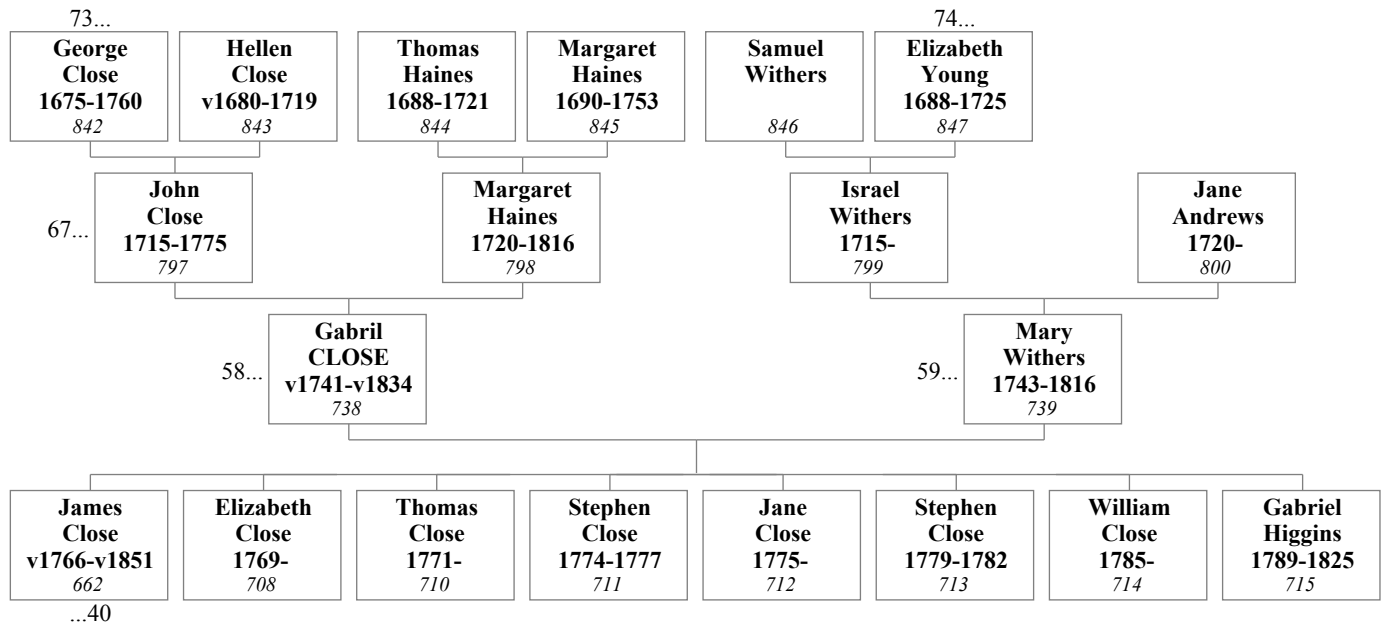 73...
George
Close
1675-1760
842
Hellen
Close
v1680-1719
843
Thomas
Haines
1688-1721
844
Margaret
Haines
1690-1753
845
Samuel
Withers
846
74...
Elizabeth
Young
1688-1725
847
67...
John
Close
1715-1775
797
Margaret
Haines
1720-1816
798
Israel
Withers
1715-
799
Jane
Andrews
1720-
800
58...
Gabril
CLOSE
v1741-v1834
738
59...
Mary
Withers
1743-1816
739
James
Close
v1766-v1851
662
...40
Elizabeth
Close
1769-
708
Thomas
Close
1771-
710
Stephen
Close
1774-1777
711
Jane
Close
1775-
712
Stephen
Close
1779-1782
713
William
Close
1785-
714
Gabriel
Higgins
1789-1825
715